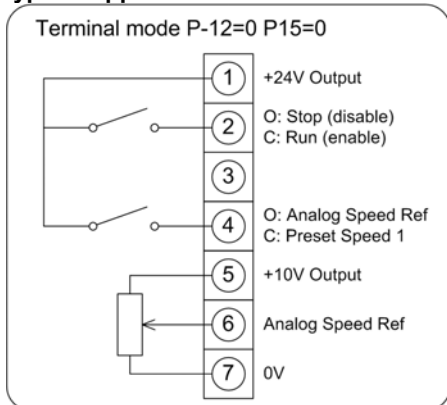 Terminal mode P-12=0 P15=0
1 +24V Output
2 O: Stop (disable)
C: Run (enable)
3
4 O: Analog Speed Ref
C: Preset Speed 1
5 +10V Output
6 Analog Speed Ref
7 0V